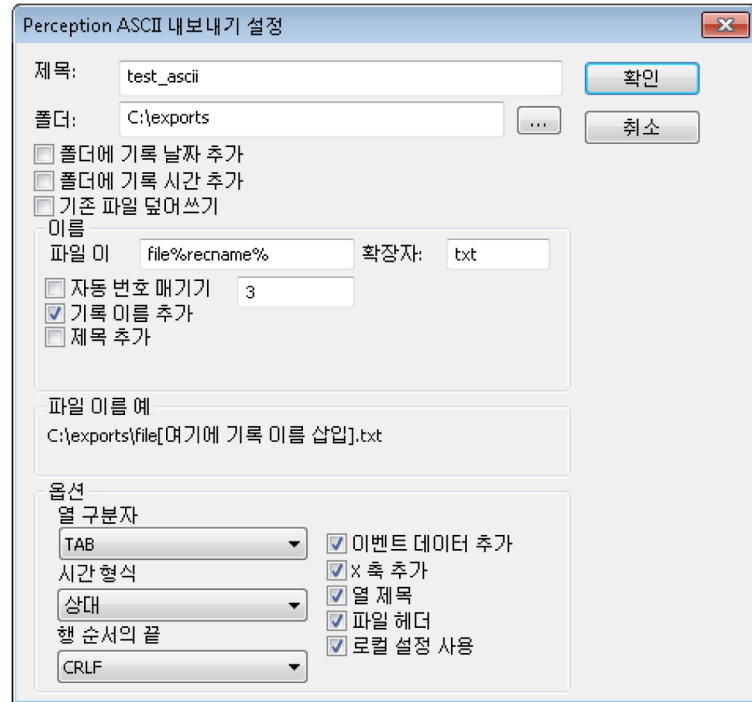 Perception ASCII 내보내기 설정
제목: test_ascii 확인
폴더: C:\exports ... 취소
폴더에 기록 날짜 추가
폴더에 기록 시간 추가
기존 파일 덮어쓰기
이름
파일 이 file%recname% 확장자: txt
자동 번호 매기기 3
기록 이름 추가
제목 추가
파일 이름 예
C:\exports\file[여기에 기록 이름 삽입].txt
옵션
열 구분자
TAB 이벤트 데이터 추가
시간 형식 X 축 추가
상대 열 제목
행 순서의 끝 파일 헤더
CRLF 로컬 설정 사용